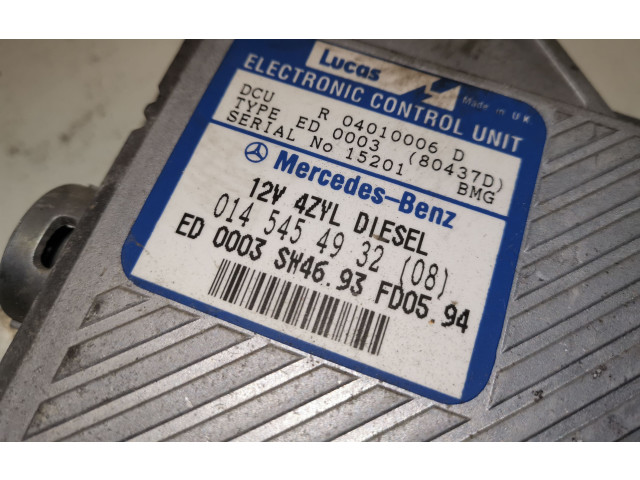 Lucas
Made in UK
ELECTRONIC CONTROL UNIT
DCU R 04010006 D
TYPE ED 0003 (80437D)
SERIAL No 15201 BMG
Mercedes-Benz
12V 4ZYL DIESEL
014 545 49 32 (08)
ED 0003 SW46.93 FD05.94